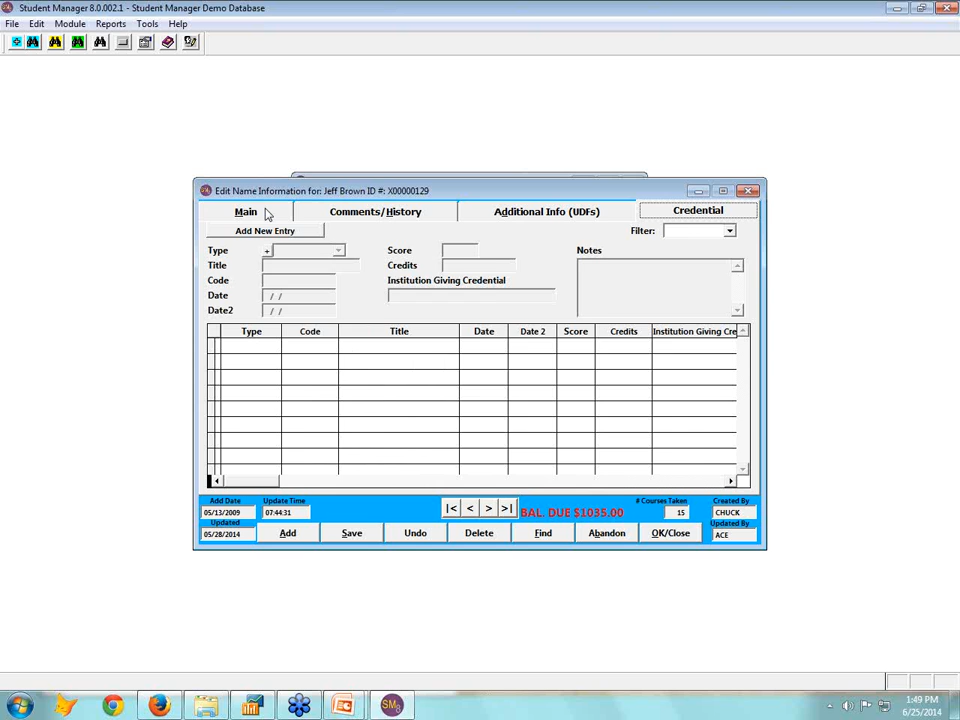 Student Manager 8.0.002.1 - Student Manager Demo Database
File Edit Module Reports Tools Help
Edit Name Information for: Jeff Brown ID #: X00000129
Main Comments/History Additional Info (UDFs) Credential
Add New Entry Filter:
Type + Score Notes
Title Credits
Code Institution Giving Credential
Date / /
Date2 / /
Type Code Title Date Date 2 Score Credits Institution Giving Cre
Add Date Update Time # Courses Taken Created By
05/13/2009 07:44:31 |< < > >| BAL. DUE $1035.00 15 CHUCK
Updated Updated By
05/28/2014 Add Save Undo Delete Find Abandon OK/Close ACE
1:49 PM
6/25/2014